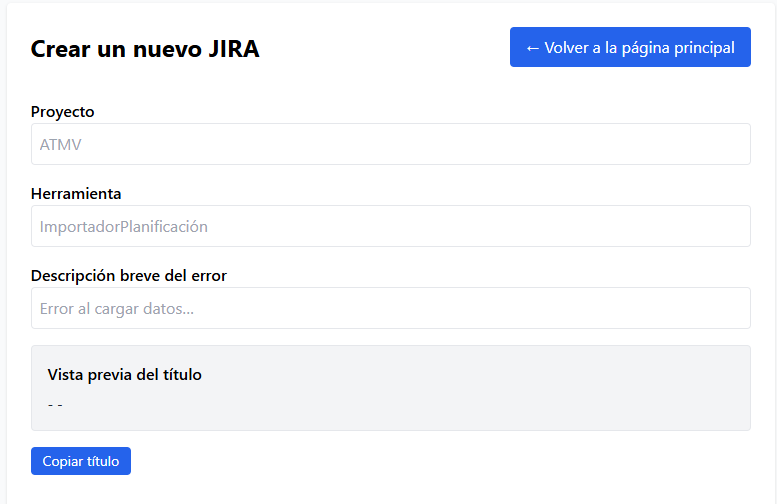 Crear un nuevo JIRA
← Volver a la página principal
Proyecto
ATMV
Herramienta
ImportadorPlanificación
Descripción breve del error
Error al cargar datos...
Vista previa del título
- -
Copiar título